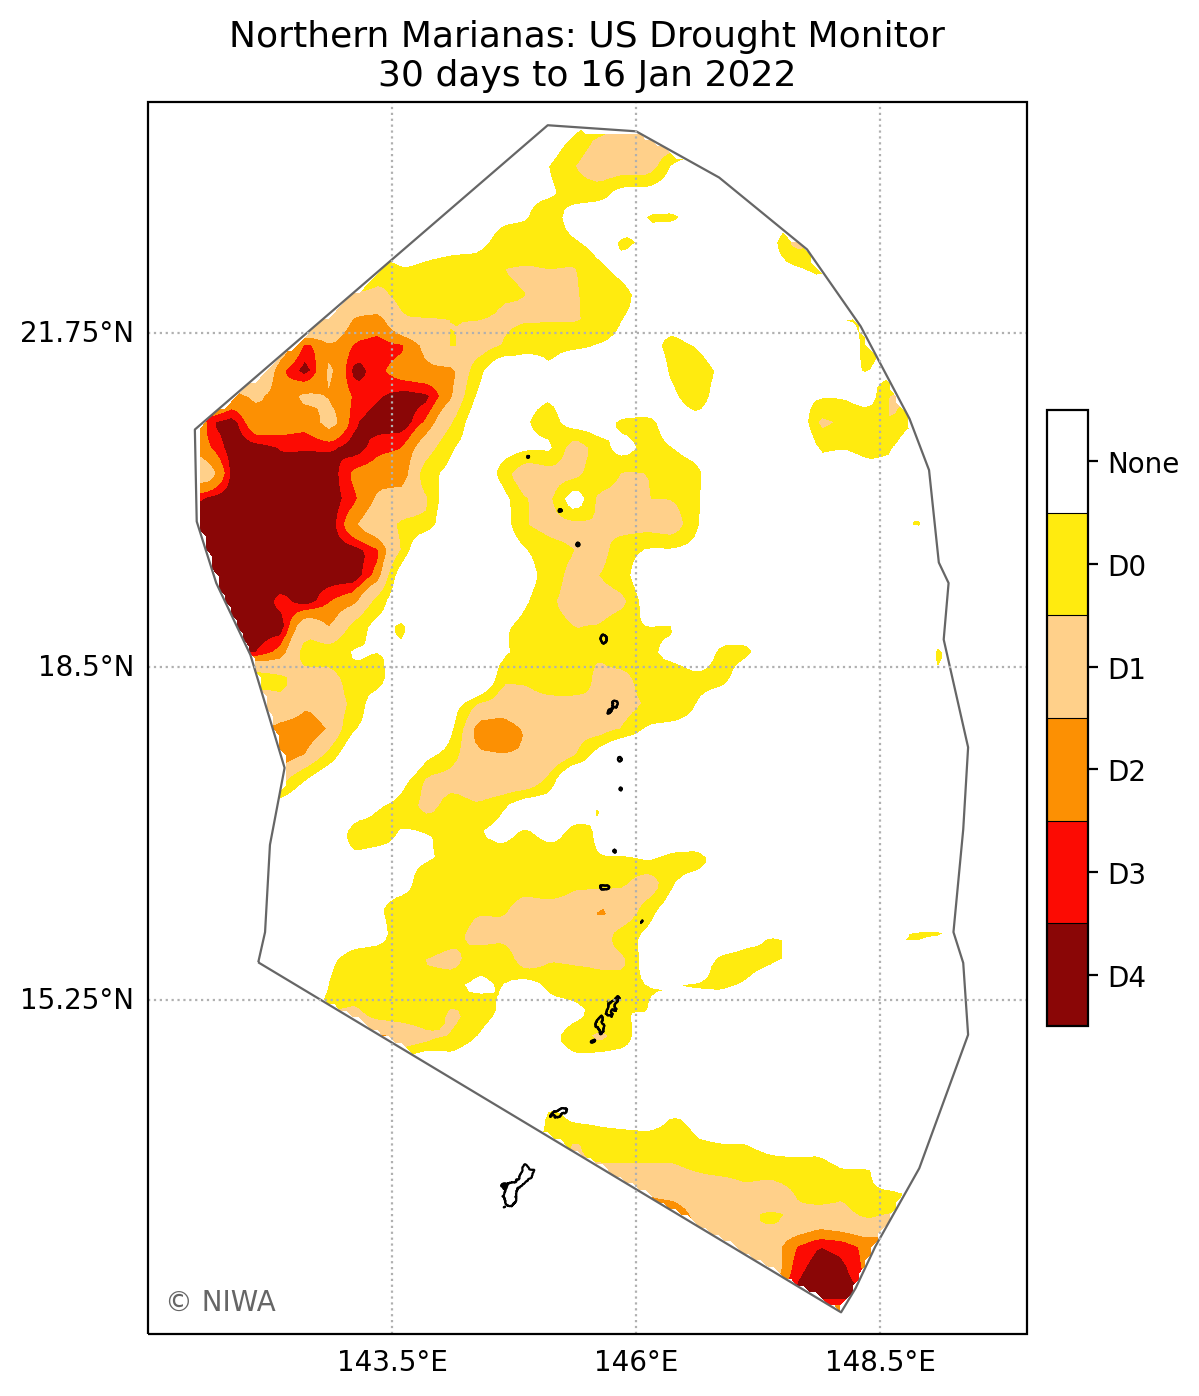 Northern Marianas: US Drought Monitor
30 days to 16 Jan 2022
21.75°N
18.5°N
15.25°N
143.5°E
146°E
148.5°E
None
D0
D1
D2
D3
D4
© NIWA